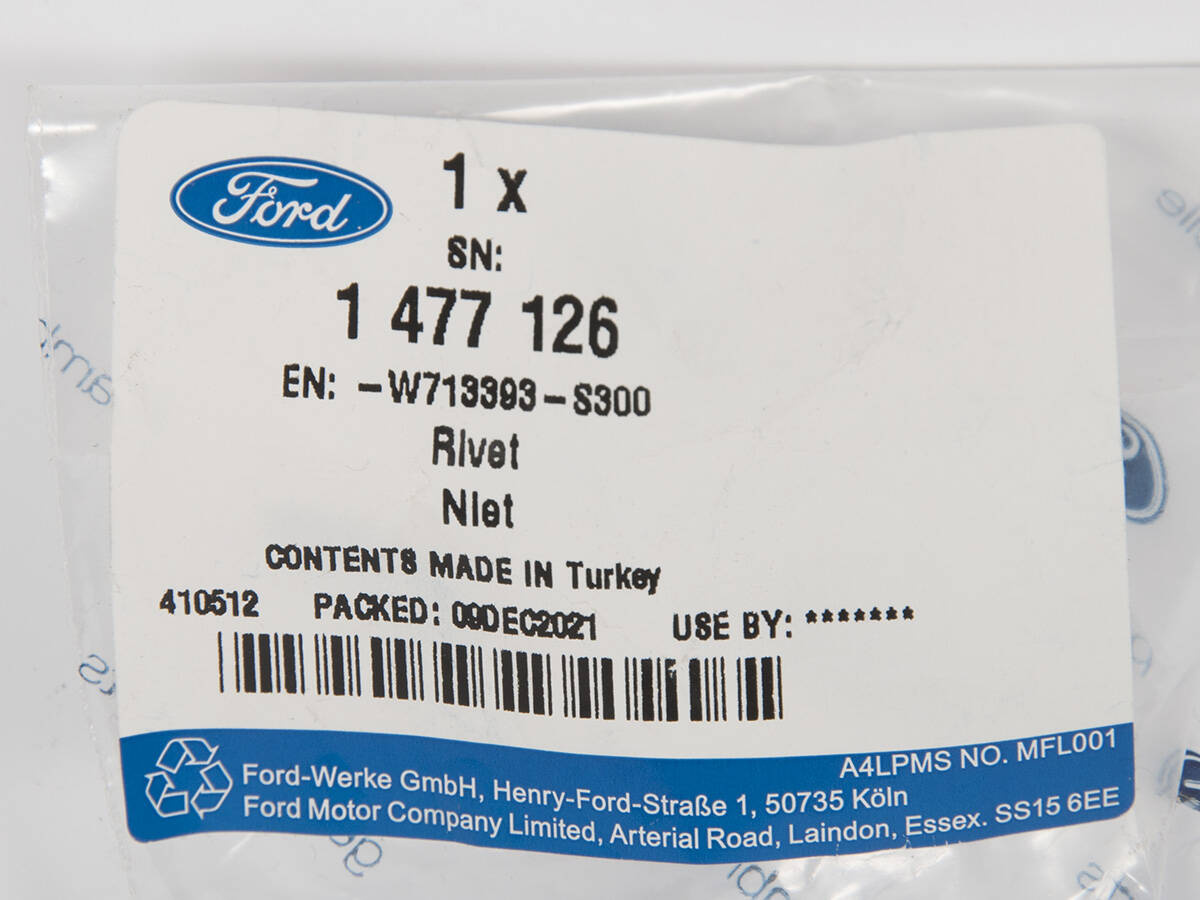 Ford
1 x
SN:
1 477 126
EN: -W713393-S300
Rivet
Niet
CONTENTS MADE IN Turkey
410512 PACKED: 09DEC2021 USE BY: *******
A4LPMS NO. MFL001
Ford-Werke GmbH, Henry-Ford-Straße 1, 50735 Köln
Ford Motor Company Limited, Arterial Road, Laindon, Essex. SS15 6EE